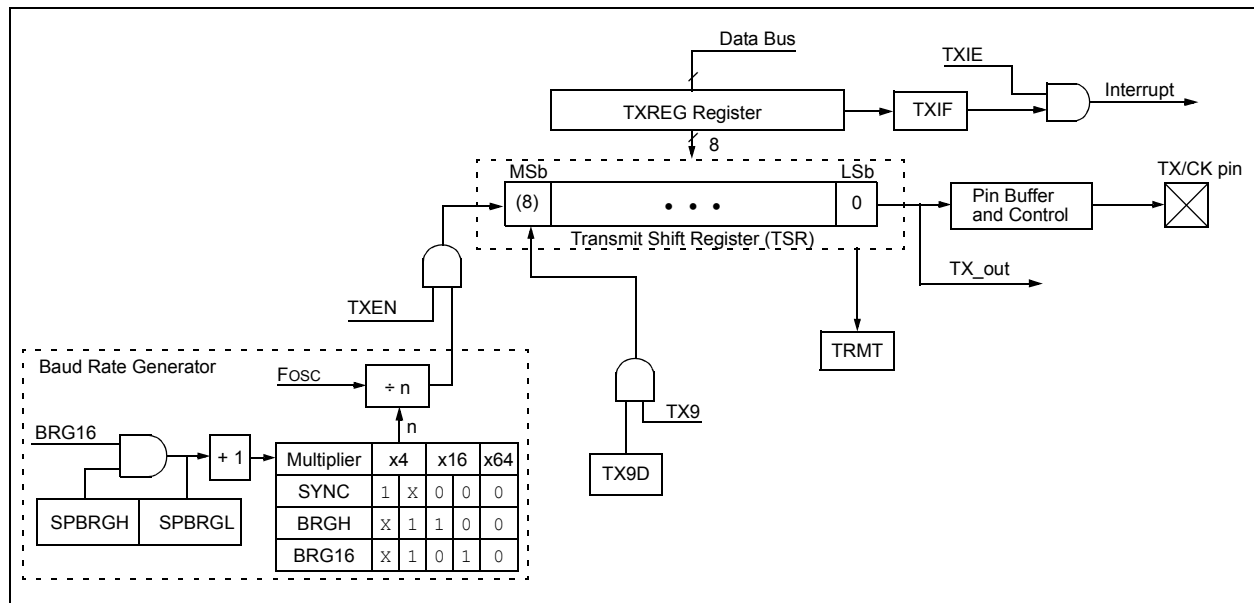 Data Bus
TXIE
Interrupt
TXREG Register
TXIF
8
MSb
LSb
TX/CK pin
(8)
• • •
0
Pin Buffer
and Control
Transmit Shift Register (TSR)
TX_out
TXEN
TRMT
Baud Rate Generator
FOSC
÷ n
TX9
n
BRG16
+ 1
Multiplier x4 x16 x64
SYNC 1 X 0 0 0
BRGH X 1 1 0 0
BRG16 X 1 0 1 0
SPBRGH SPBRGL
TX9D